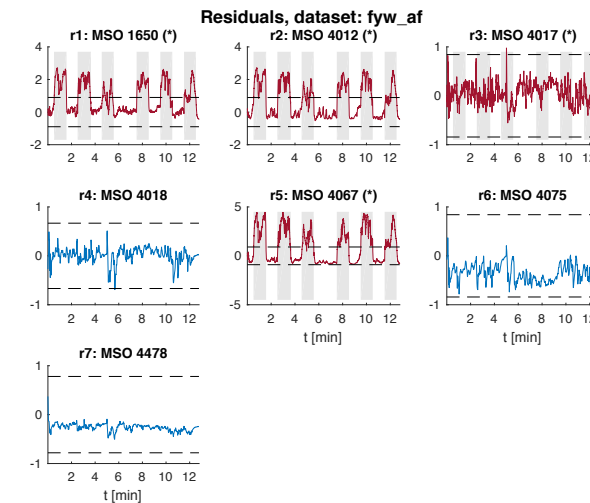 Residuals, dataset: fyw_af
r1: MSO 1650 (*)
4
2
0
-2
2 4 6 8 10 12
r2: MSO 4012 (*)
4
2
0
-2
2 4 6 8 10 12
r3: MSO 4017 (*)
1
0
-1
2 4 6 8 10 12
r4: MSO 4018
1
0
-1
2 4 6 8 10 12
r5: MSO 4067 (*)
5
0
-5
2 4 6 8 10 12
t [min]
r6: MSO 4075
1
0
-1
2 4 6 8 10 12
t [min]
r7: MSO 4478
1
0
-1
2 4 6 8 10 12
t [min]